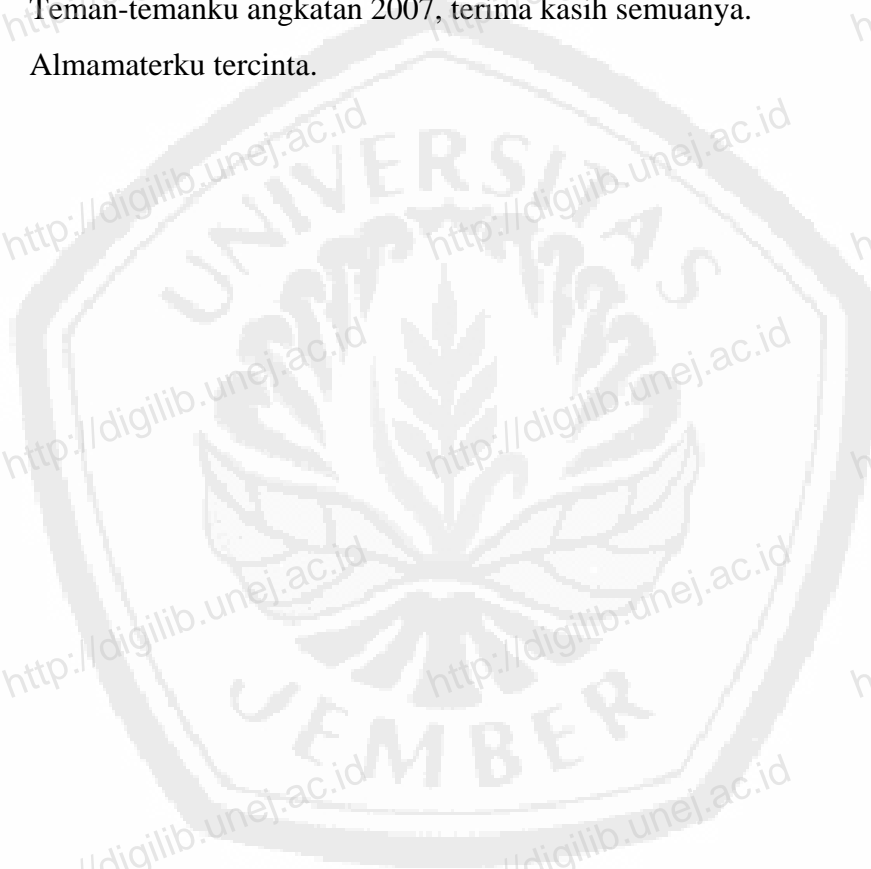 Teman-temanku angkatan 2007, terima kasih semuanya.
Almamaterku tercinta.
UNIVERSITAS
JEMBER
http://digilib.unej.ac.id
http://digilib.unej.ac.id
http://digilib.unej.ac.id
http://digilib.unej.ac.id
http://digilib.unej.ac.id
http://digilib.unej.ac.id
//digilib.unej.ac.id
//digilib.unej.ac.id